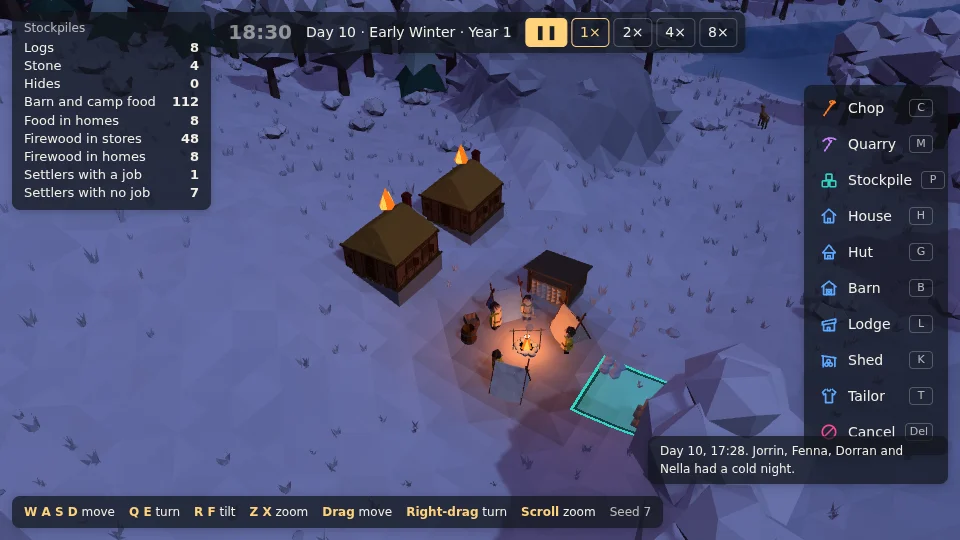 Stockpiles
Logs 8
Stone 4
Hides 0
Barn and camp food 112
Food in homes 8
Firewood in stores 48
Firewood in homes 8
Settlers with a job 1
Settlers with no job 7
18:30 Day 10 · Early Winter · Year 1 1× 2× 4× 8×
Chop C
Quarry M
Stockpile P
House H
Hut G
Barn B
Lodge L
Shed K
Tailor T
Cancel Del
Day 10, 17:28. Jorrin, Fenna, Dorran and
Nella had a cold night.
W A S D move Q E turn R F tilt Z X zoom Drag move Right-drag turn Scroll zoom Seed 7